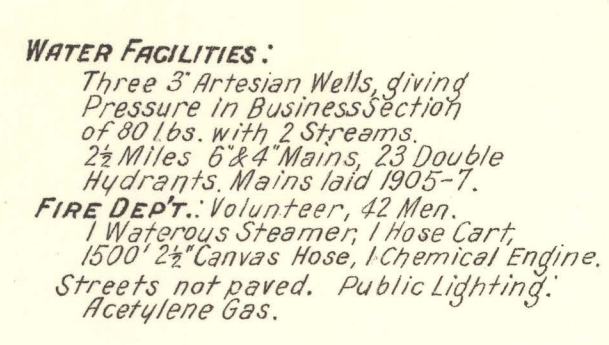 WATER FACILITIES:
Three 3" Artesian Wells, giving
Pressure in Business Section
of 80 lbs. with 2 Streams.
2½ Miles 6"&4" Mains, 23 Double
Hydrants. Mains laid 1905-7.
FIRE DEP'T.: Volunteer, 42 Men.
1 Waterous Steamer, 1 Hose Cart,
1500' 2½" Canvas Hose, 1 Chemical Engine.
Streets not paved. Public Lighting:
Acetylene Gas.